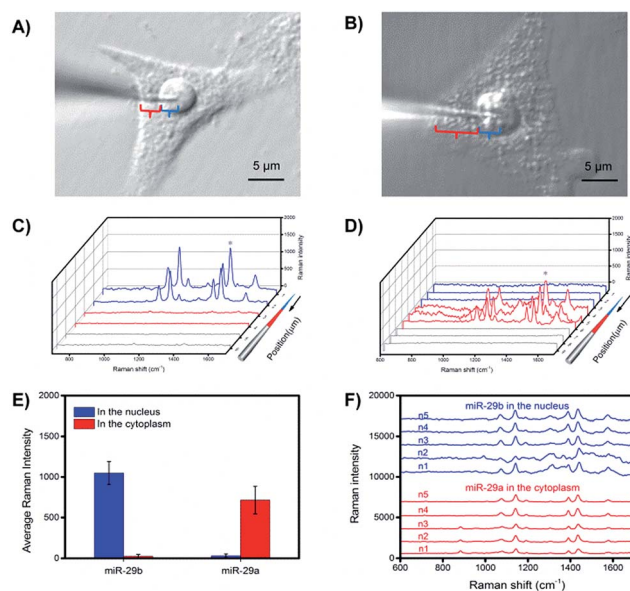 A)
B)
5 μm
5 μm
C)
D)
2000
1500
1000
500
0
Raman intensity
2000
1500
1000
500
0
Raman intensity
*
*
800 1000 1200 1400 1600
Raman shift (cm-1)
Position(μm)
600 800 1000 1200 1400 1600
Raman shift (cm-1)
Position(μm)
E)
F)
2000
1500
1000
500
0
Average Raman Intensity
In the nucleus
In the cytoplasm
miR-29b miR-29a
20000
15000
10000
5000
0
Raman Intensity
miR-29b in the nucleus
n5
n4
n3
n2
n1
miR-29a in the cytoplasm
n5
n4
n3
n2
n1
600 800 1000 1200 1400 1600
Raman shift (cm-1)